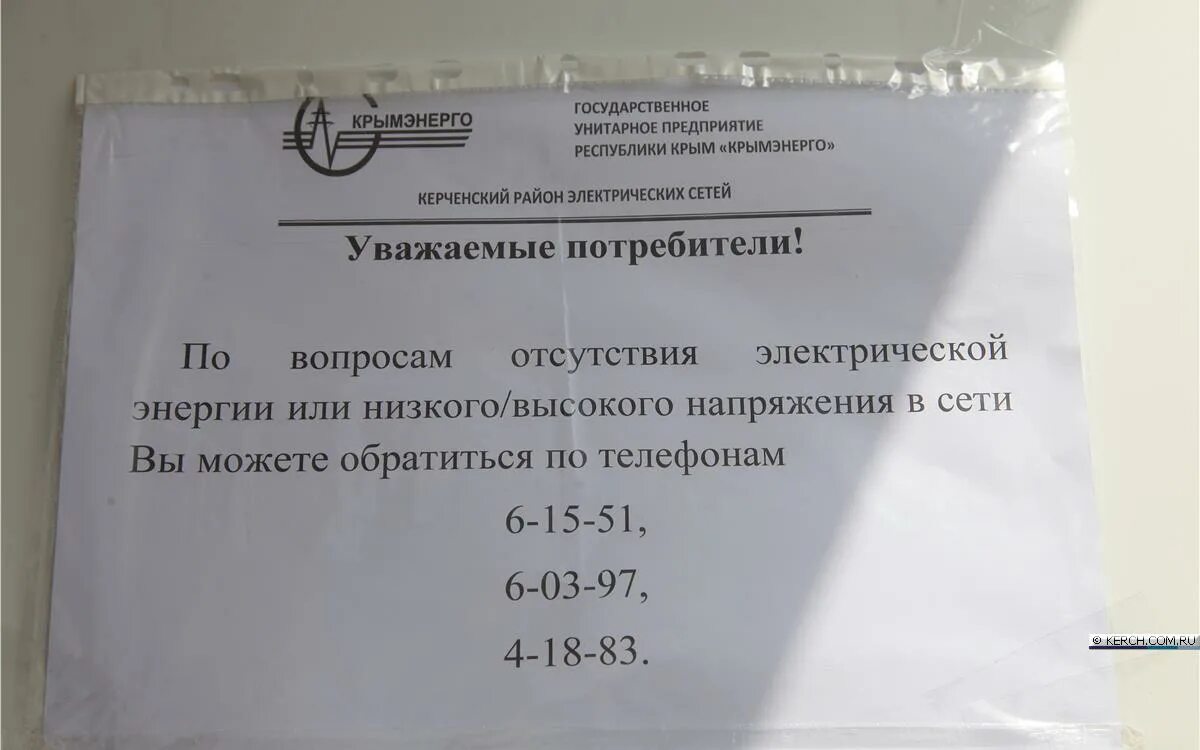 КРЫМЭНЕРГО
ГОСУДАРСТВЕННОЕ
УНИТАРНОЕ ПРЕДПРИЯТИЕ
РЕСПУБЛИКИ КРЫМ «КРЫМЭНЕРГО»
КЕРЧЕНСКИЙ РАЙОН ЭЛЕКТРИЧЕСКИХ СЕТЕЙ
Уважаемые потребители!
По вопросам отсутствия электрической
энергии или низкого/высокого напряжения в сети
Вы можете обратиться по телефонам
6-15-51,
6-03-97,
4-18-83.
© KERCH.COM.RU